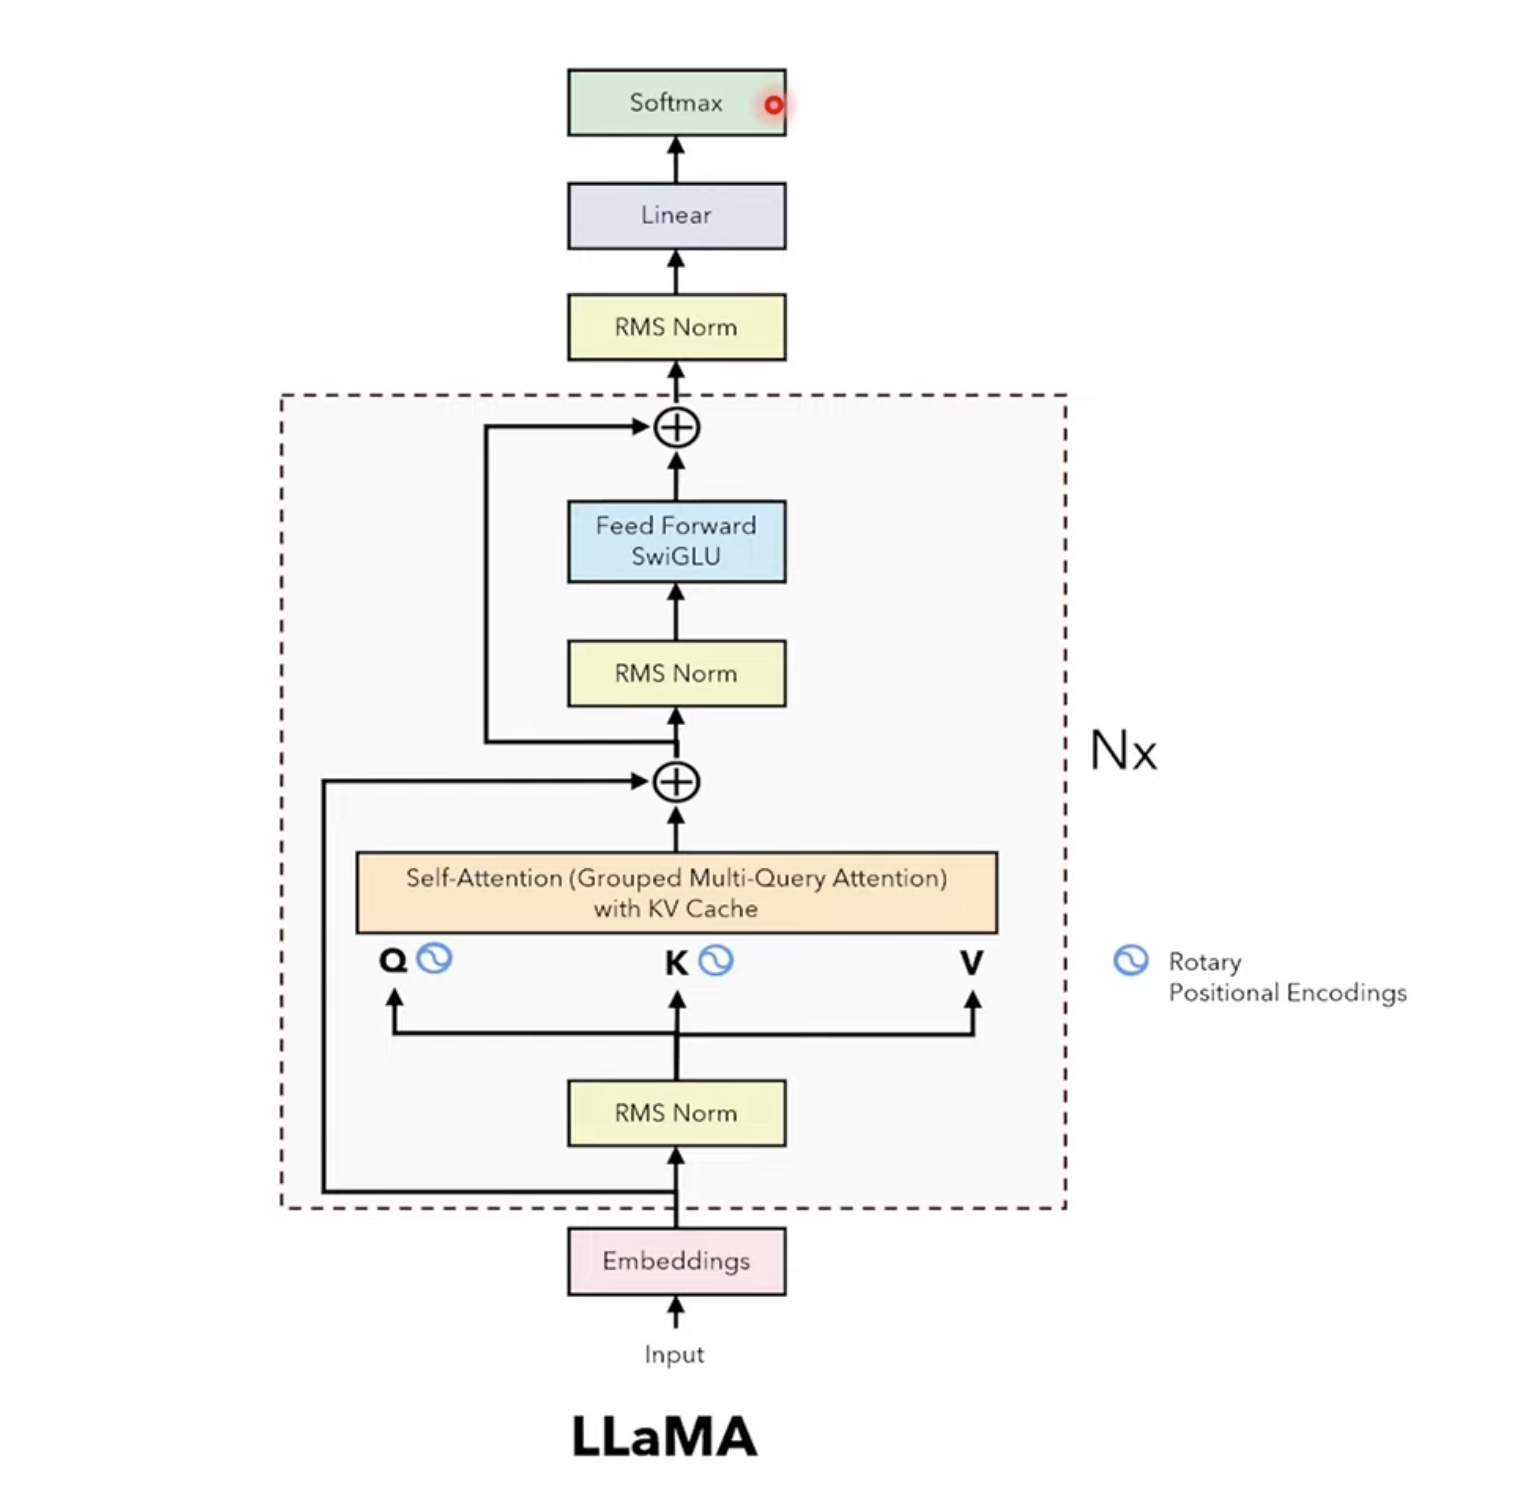 Softmax
Linear
RMS Norm
Feed Forward
SwiGLU
RMS Norm
Nx
Self-Attention (Grouped Multi-Query Attention)
with KV Cache
Q K V
Rotary
Positional Encodings
RMS Norm
Embeddings
Input
LLaMA